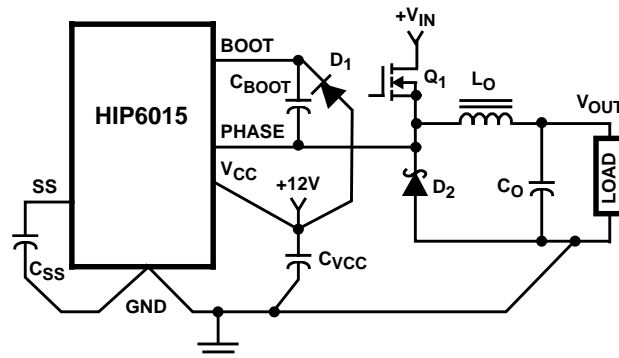 +VIN
BOOT
D1
CBOOT
Q1
LO
VOUT
HIP6015
PHASE
VCC
+12V
SS
D2
CO
LOAD
CSS
CVCC
GND